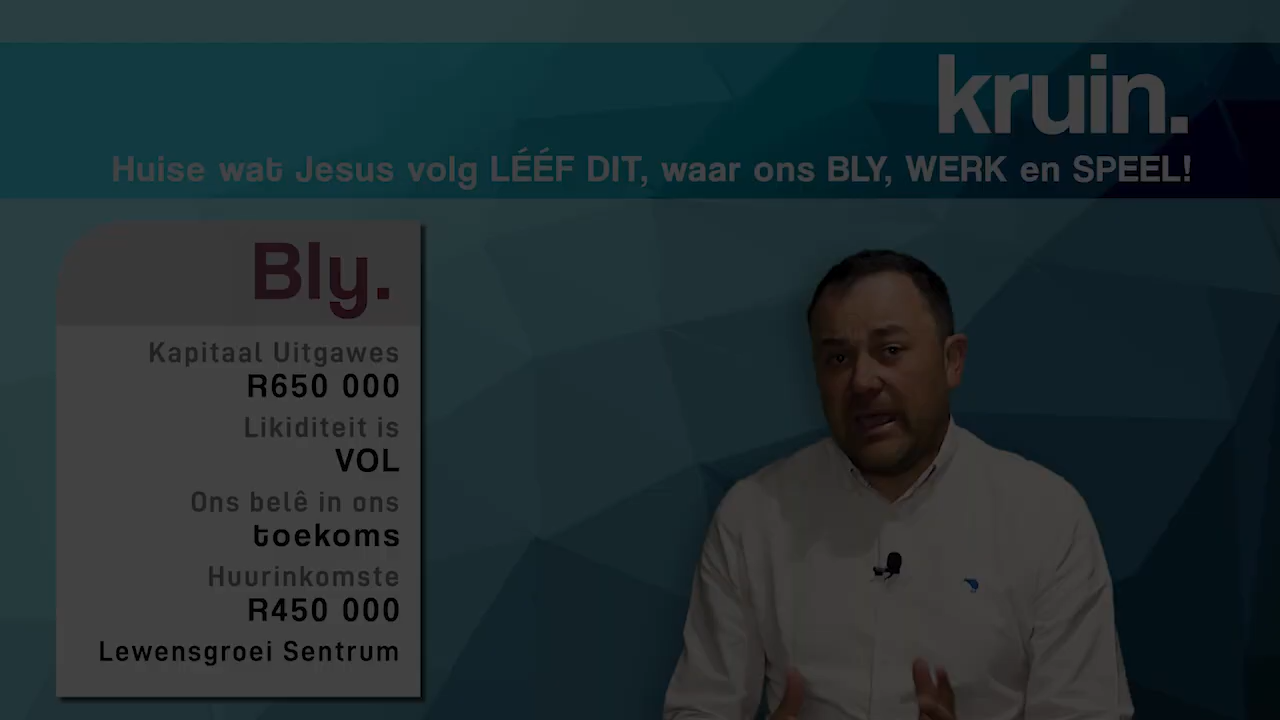 kruin.
Huise wat Jesus volg LÉÉF DIT, waar ons BLY, WERK en SPEEL!
Bly.
Kapitaal Uitgawes
R650 000
Likiditeit is
VOL
Ons belê in ons
toekoms
Huurinkomste
R450 000
Lewensgroei Sentrum